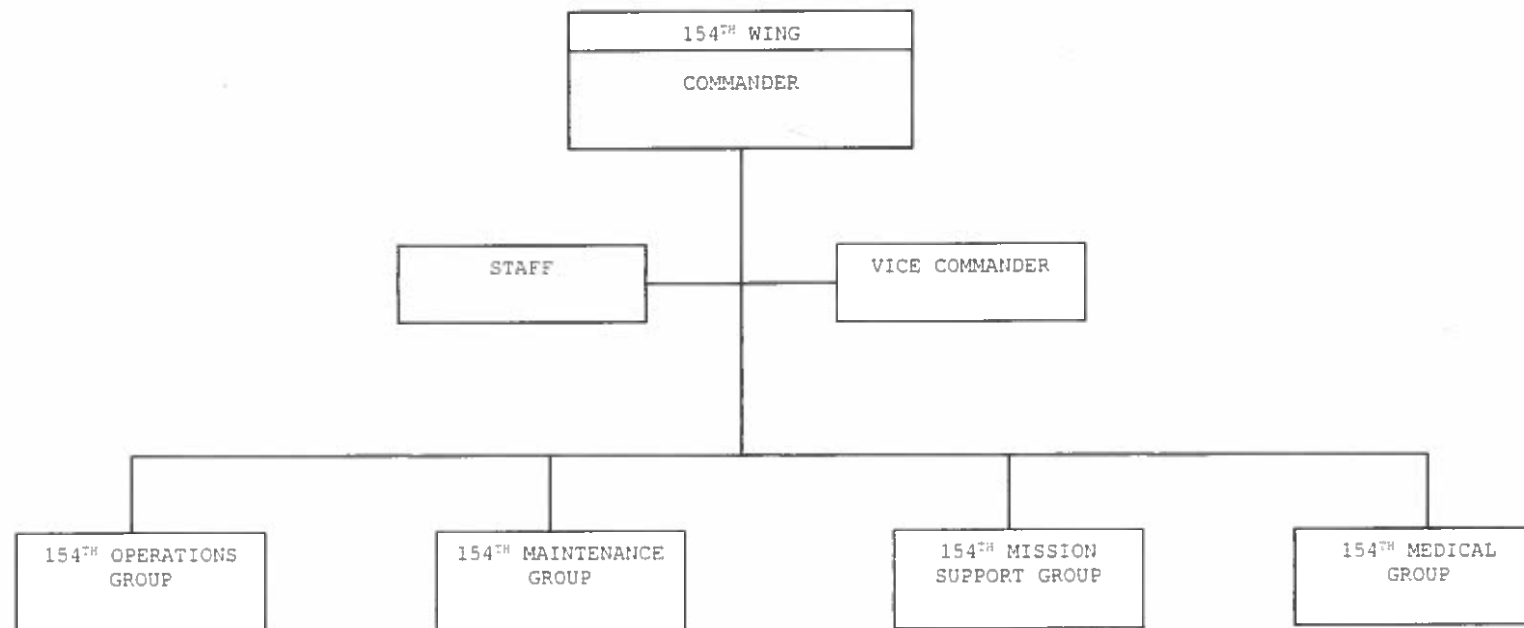 154TH WING
COMMANDER
STAFF
VICE COMMANDER
154TH OPERATIONS
GROUP
154TH MAINTENANCE
GROUP
154TH MISSION
SUPPORT GROUP
154TH MEDICAL
GROUP